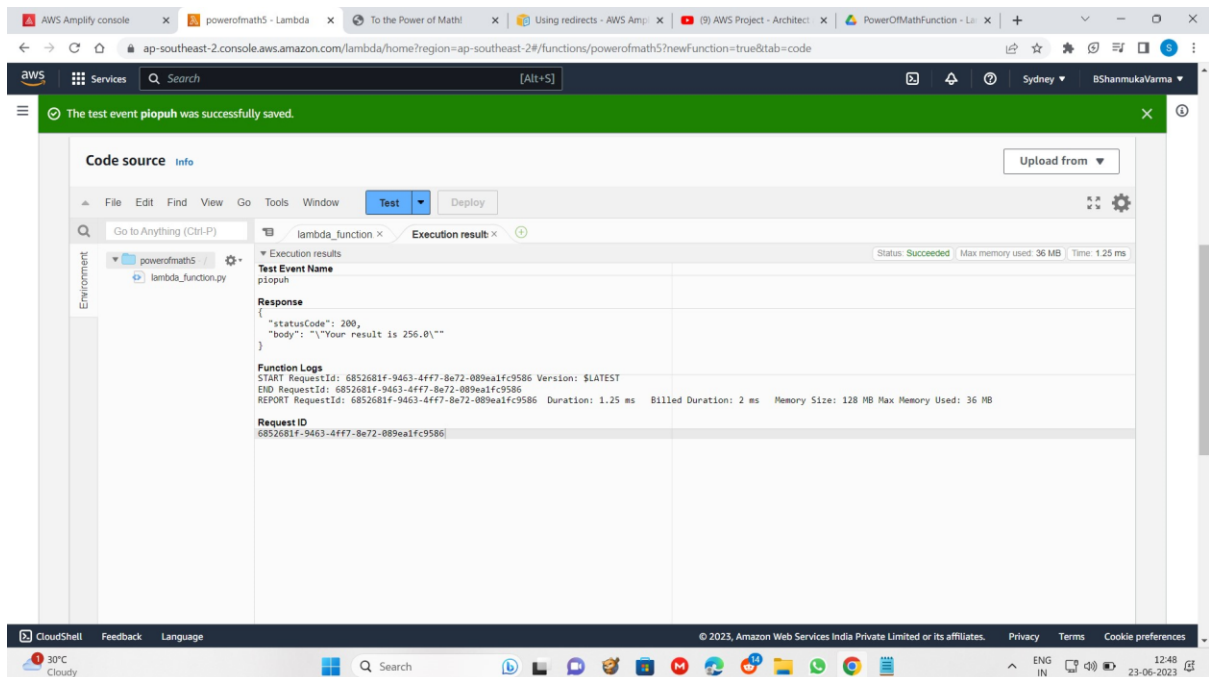 AWS Amplify console
powerofmath5 - Lambda
To the Power of Math!
Using redirects - AWS Ampl
(9) AWS Project - Architect
PowerOfMathFunction - La
ap-southeast-2.console.aws.amazon.com/lambda/home?region=ap-southeast-2#/functions/powerofmath5?newFunction=true&tab=code
S
aws Services Search [Alt+S] Sydney ▼ BShanmukaVarma ▼
The test event piopuh was successfully saved.
Code source Info Upload from ▼
File Edit Find View Go Tools Window Test Deploy
Go to Anything (Ctrl-P) lambda_function × Execution result: ×
Environment
powerofmath5 /
lambda_function.py
▼ Execution results Status: Succeeded Max memory used: 36 MB Time: 1.25 ms
Test Event Name
piopuh
Response
{
"statusCode": 200,
"body": "\"Your result is 256.0\""
}
Function Logs
START RequestId: 6852681f-9463-4ff7-8e72-089ea1fc9586 Version: $LATEST
END RequestId: 6852681f-9463-4ff7-8e72-089ea1fc9586
REPORT RequestId: 6852681f-9463-4ff7-8e72-089ea1fc9586 Duration: 1.25 ms Billed Duration: 2 ms Memory Size: 128 MB Max Memory Used: 36 MB
Request ID
6852681f-9463-4ff7-8e72-089ea1fc9586
CloudShell Feedback Language © 2023, Amazon Web Services India Private Limited or its affiliates. Privacy Terms Cookie preferences
1 30°C
Cloudy
Search
14
ENG
IN
12:48
23-06-2023